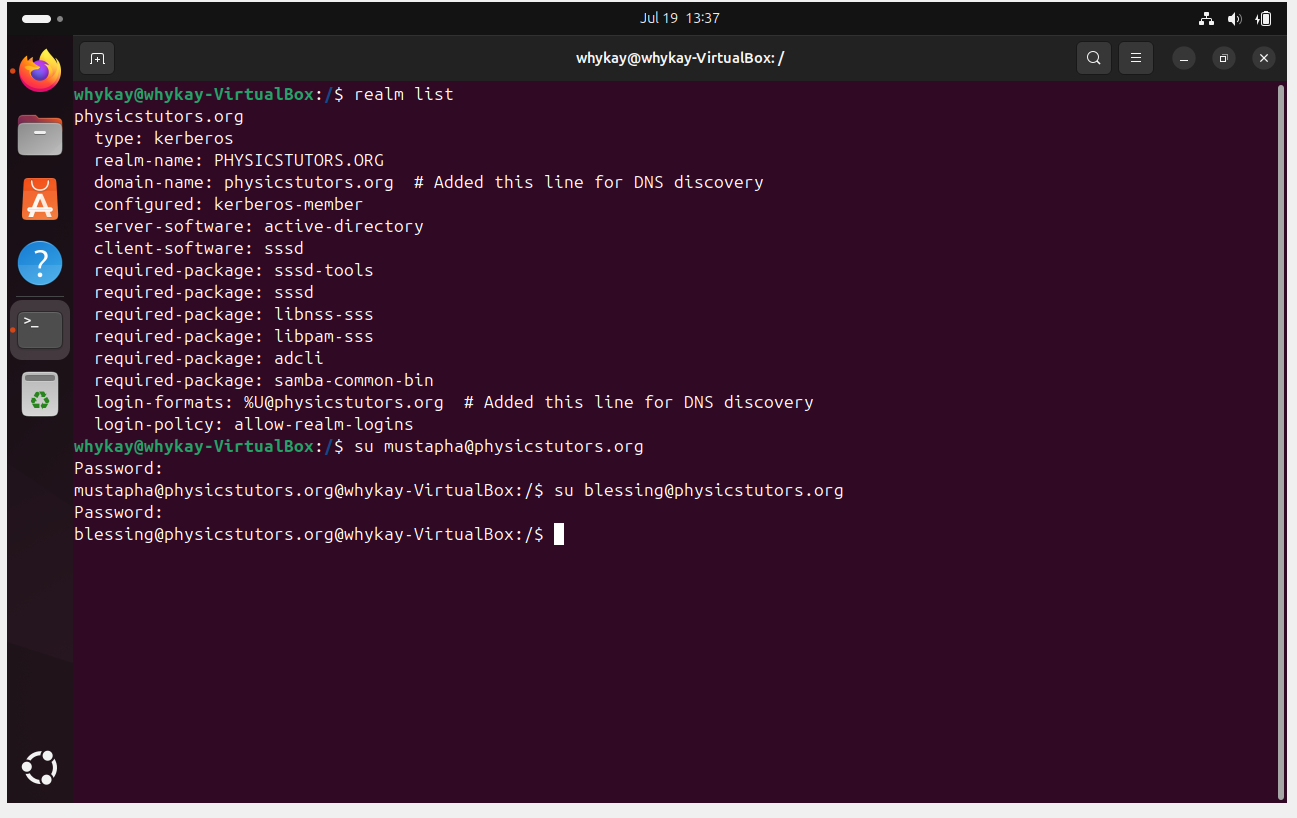 Jul 19 13:37
whykay@whykay-VirtualBox: /
whykay@whykay-VirtualBox:/$ realm list
physicstutors.org
  type: kerberos
  realm-name: PHYSICSTUTORS.ORG
  domain-name: physicstutors.org  # Added this line for DNS discovery
  configured: kerberos-member
  server-software: active-directory
  client-software: sssd
  required-package: sssd-tools
  required-package: sssd
  required-package: libnss-sss
  required-package: libpam-sss
  required-package: adcli
  required-package: samba-common-bin
  login-formats: %U@physicstutors.org  # Added this line for DNS discovery
  login-policy: allow-realm-logins
whykay@whykay-VirtualBox:/$ su mustapha@physicstutors.org
Password:
mustapha@physicstutors.org@whykay-VirtualBox:/$ su blessing@physicstutors.org
Password:
blessing@physicstutors.org@whykay-VirtualBox:/$